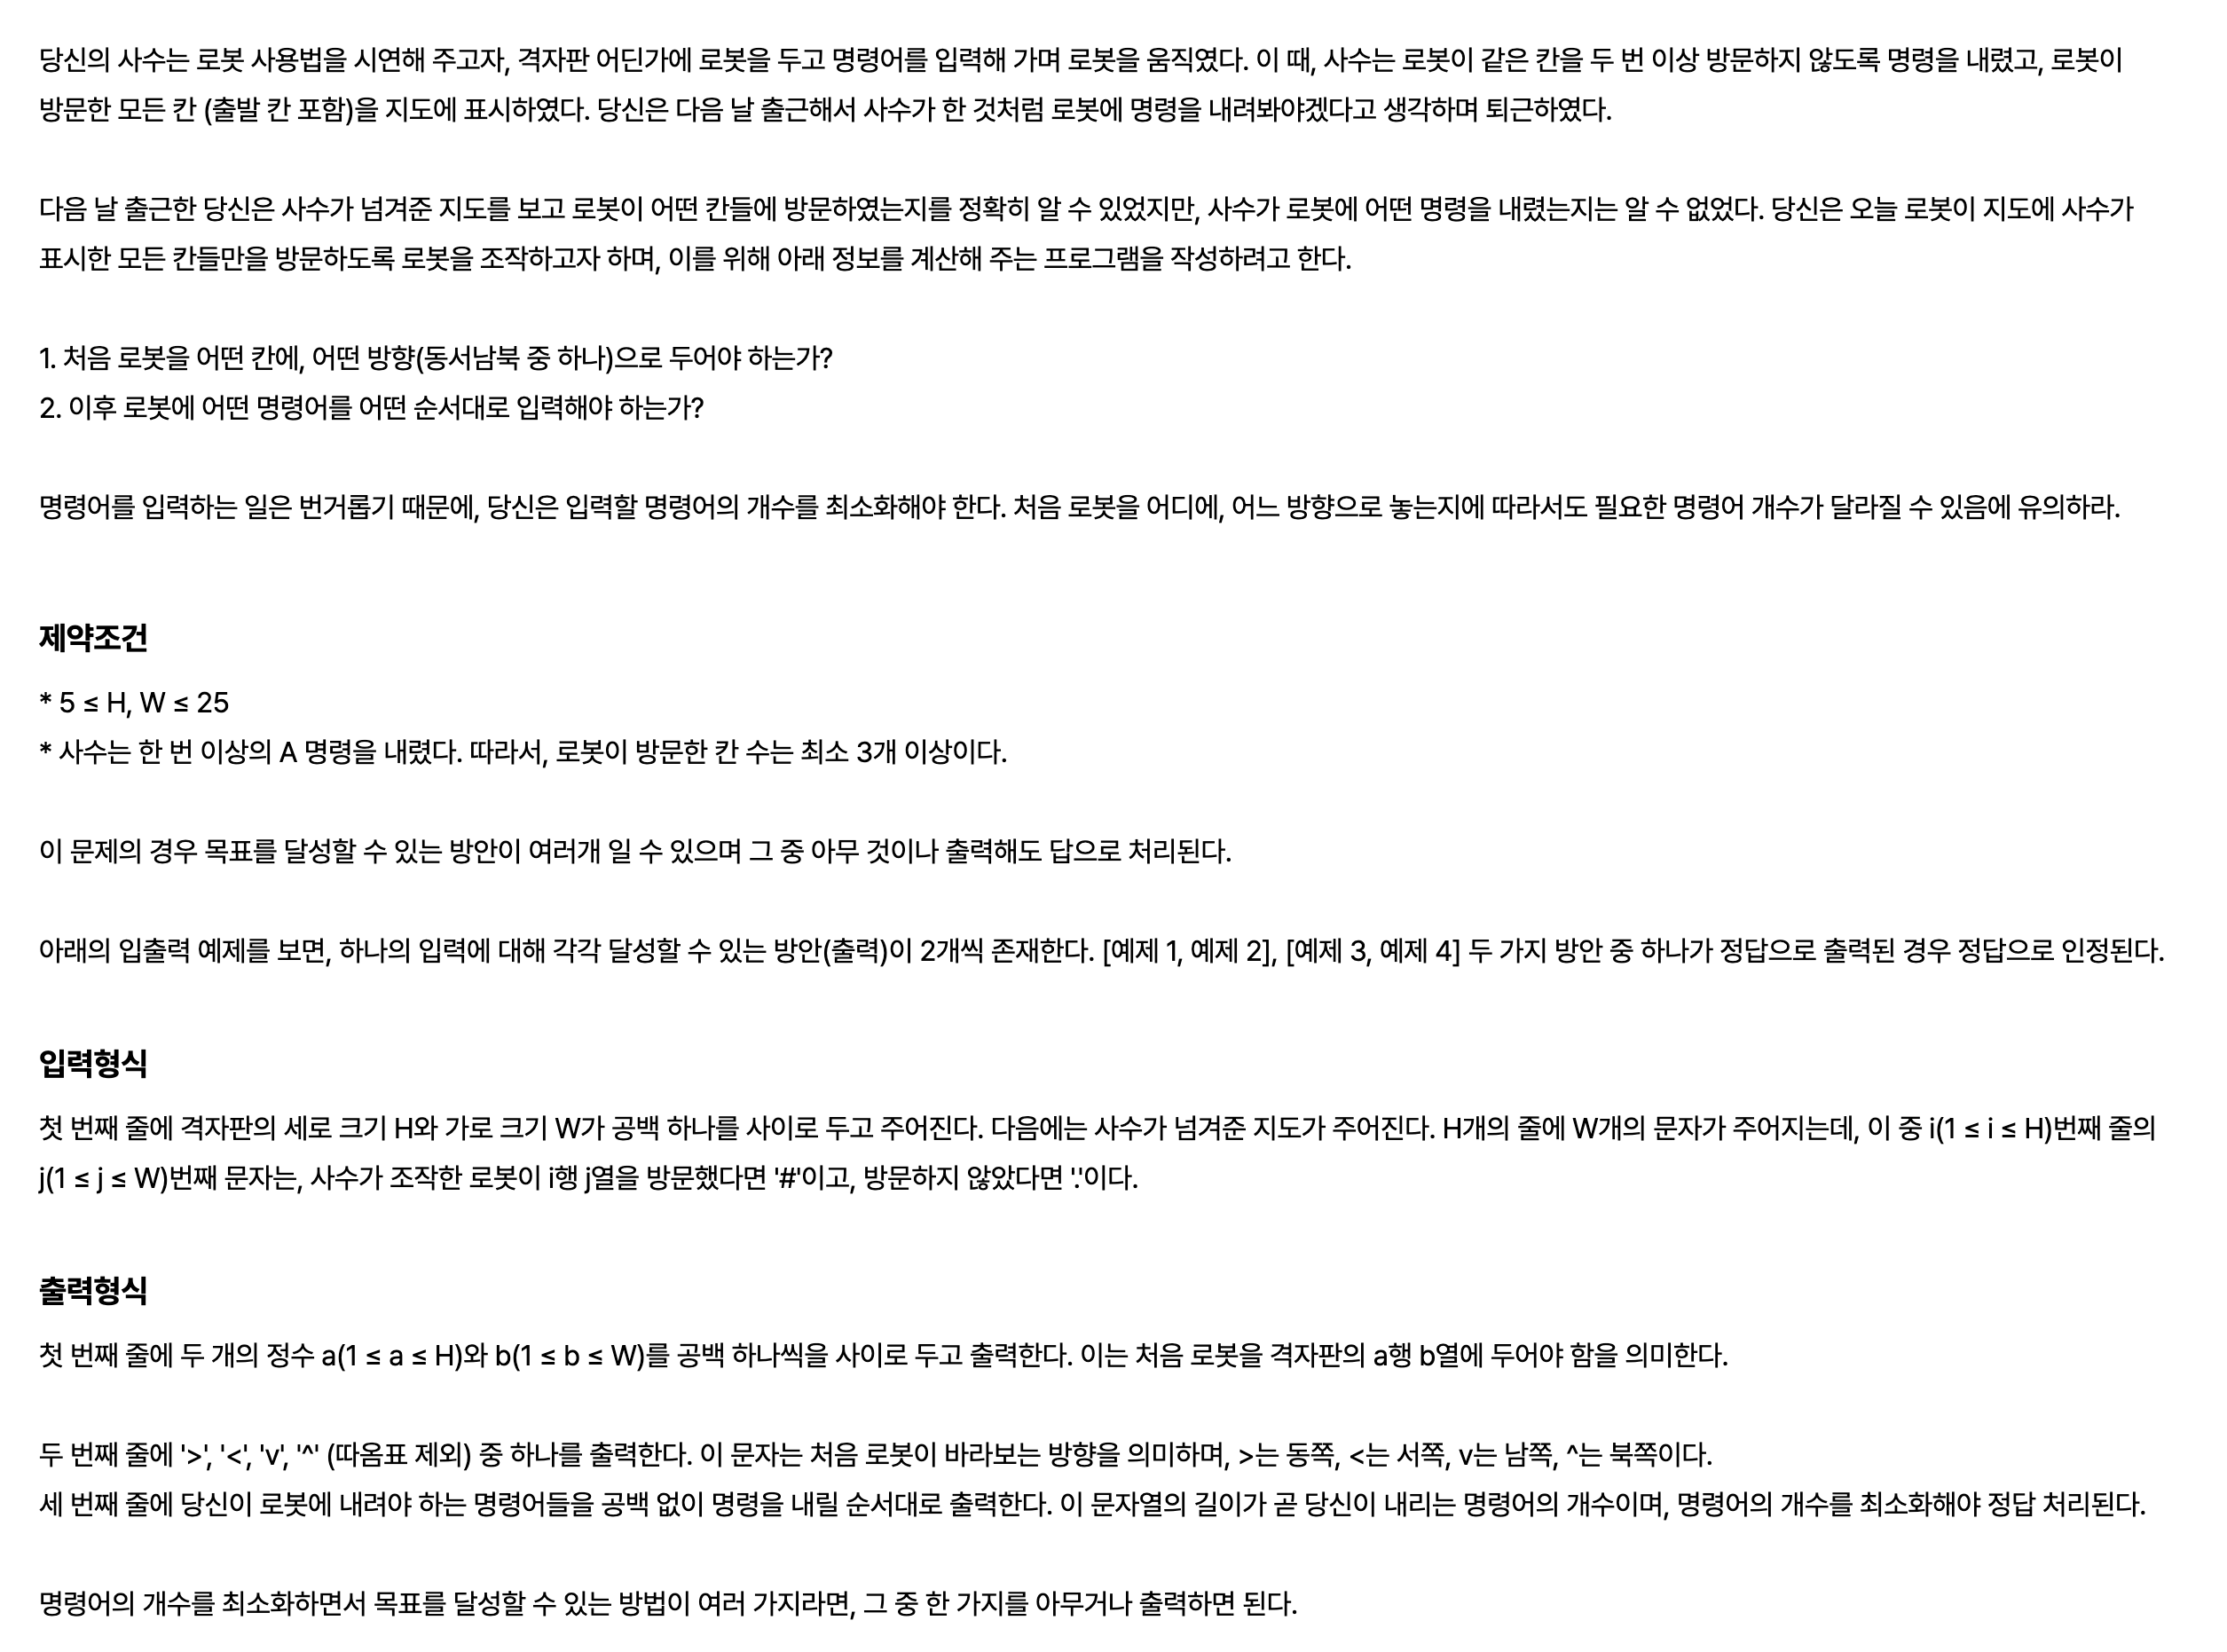 당신의 사수는 로봇 사용법을 시연해 주고자, 격자판 어딘가에 로봇을 두고 명령어를 입력해 가며 로봇을 움직였다. 이 때, 사수는 로봇이 같은 칸을 두 번 이상 방문하지 않도록 명령을 내렸고, 로봇이
방문한 모든 칸 (출발 칸 포함)을 지도에 표시하였다. 당신은 다음 날 출근해서 사수가 한 것처럼 로봇에 명령을 내려봐야겠다고 생각하며 퇴근하였다.
다음 날 출근한 당신은 사수가 넘겨준 지도를 보고 로봇이 어떤 칸들에 방문하였는지를 정확히 알 수 있었지만, 사수가 로봇에 어떤 명령을 내렸는지는 알 수 없었다. 당신은 오늘 로봇이 지도에 사수가
표시한 모든 칸들만을 방문하도록 로봇을 조작하고자 하며, 이를 위해 아래 정보를 계산해 주는 프로그램을 작성하려고 한다.
1. 처음 로봇을 어떤 칸에, 어떤 방향(동서남북 중 하나)으로 두어야 하는가?
2. 이후 로봇에 어떤 명령어를 어떤 순서대로 입력해야 하는가?
명령어를 입력하는 일은 번거롭기 때문에, 당신은 입력할 명령어의 개수를 최소화해야 한다. 처음 로봇을 어디에, 어느 방향으로 놓는지에 따라서도 필요한 명령어 개수가 달라질 수 있음에 유의하라.
제약조건
* 5 ≤ H, W ≤ 25
* 사수는 한 번 이상의 A 명령을 내렸다. 따라서, 로봇이 방문한 칸 수는 최소 3개 이상이다.
이 문제의 경우 목표를 달성할 수 있는 방안이 여러개 일 수 있으며 그 중 아무 것이나 출력해도 답으로 처리된다.
아래의 입출력 예제를 보면, 하나의 입력에 대해 각각 달성할 수 있는 방안(출력)이 2개씩 존재한다. [예제 1, 예제 2], [예제 3, 예제 4] 두 가지 방안 중 하나가 정답으로 출력된 경우 정답으로 인정된다.
입력형식
첫 번째 줄에 격자판의 세로 크기 H와 가로 크기 W가 공백 하나를 사이로 두고 주어진다. 다음에는 사수가 넘겨준 지도가 주어진다. H개의 줄에 W개의 문자가 주어지는데, 이 중 i(1 ≤ i ≤ H)번째 줄의
j(1 ≤ j ≤ W)번째 문자는, 사수가 조작한 로봇이 i행 j열을 방문했다면 '#'이고, 방문하지 않았다면 '.'이다.
출력형식
첫 번째 줄에 두 개의 정수 a(1 ≤ a ≤ H)와 b(1 ≤ b ≤ W)를 공백 하나씩을 사이로 두고 출력한다. 이는 처음 로봇을 격자판의 a행 b열에 두어야 함을 의미한다.
두 번째 줄에 '>', '<', 'v', '^' (따옴표 제외) 중 하나를 출력한다. 이 문자는 처음 로봇이 바라보는 방향을 의미하며, >는 동쪽, <는 서쪽, v는 남쪽, ^는 북쪽이다.
세 번째 줄에 당신이 로봇에 내려야 하는 명령어들을 공백 없이 명령을 내릴 순서대로 출력한다. 이 문자열의 길이가 곧 당신이 내리는 명령어의 개수이며, 명령어의 개수를 최소화해야 정답 처리된다.
명령어의 개수를 최소화하면서 목표를 달성할 수 있는 방법이 여러 가지라면, 그 중 한 가지를 아무거나 출력하면 된다.